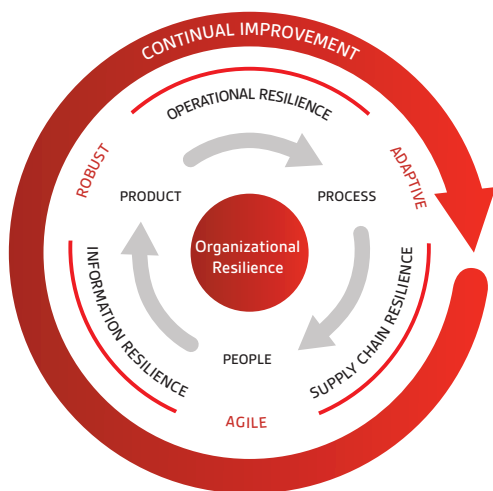 CONTINUAL IMPROVEMENT
OPERATIONAL RESILIENCE
ROBUST
ADAPTIVE
PRODUCT
PROCESS
Organizational
Resilience
INFORMATION RESILIENCE
SUPPLY CHAIN RESILIENCE
PEOPLE
AGILE